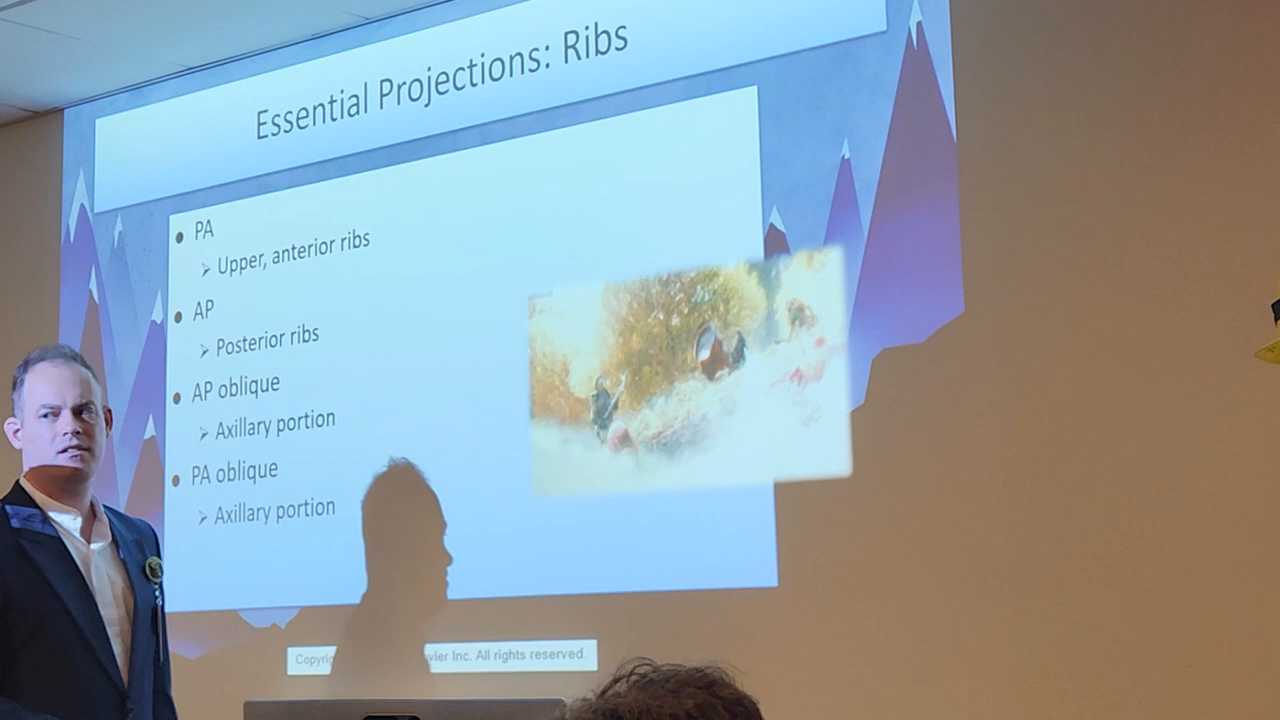 Essential Projections: Ribs
PA
Upper, anterior ribs
AP
Posterior ribs
AP oblique
Axillary portion
PA oblique
Axillary portion
Inc. All rights reserved.